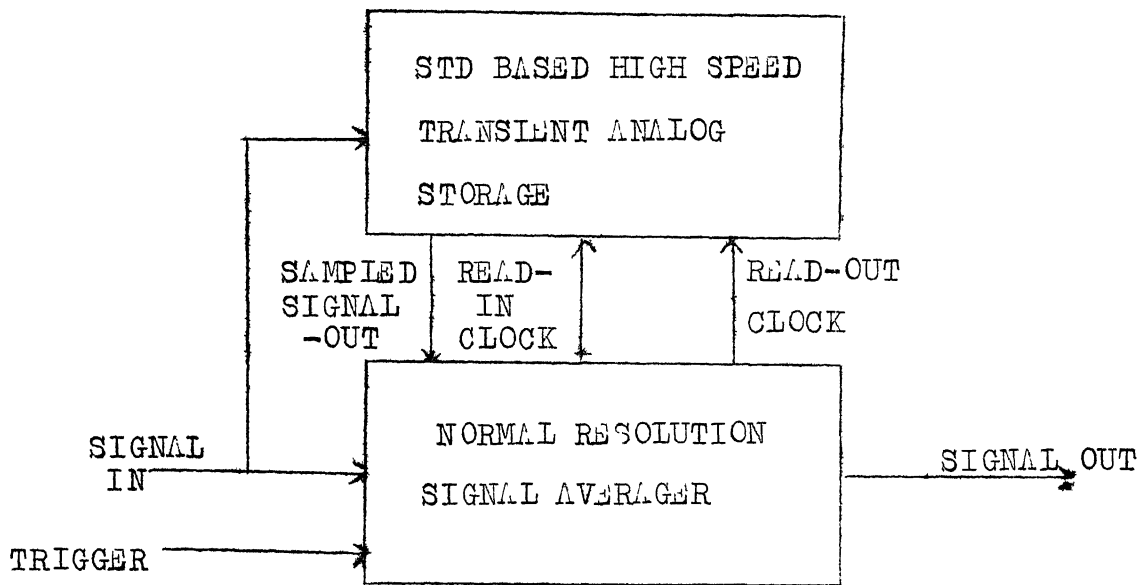 STD BASED HIGH SPEED
TRANSIENT ANALOG
STORAGE
SAMPLED
SIGNAL
-OUT
READ-
IN
CLOCK
READ-OUT
CLOCK
NORMAL RESOLUTION
SIGNAL AVERAGER
SIGNAL
IN
SIGNAL OUT
TRIGGER